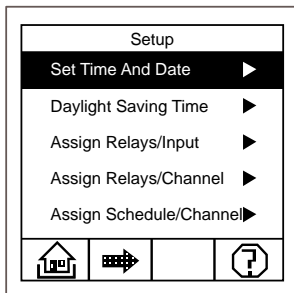 Setup
Set Time And Date
Daylight Saving Time
Assign Relays/Input
Assign Relays/Channel
Assign Schedule/Channel
?